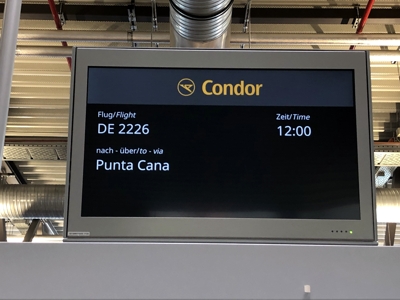 Condor
Flug/Flight Zeit/Time
DE 2226 12:00
nach - über/to - via
Punta Cana